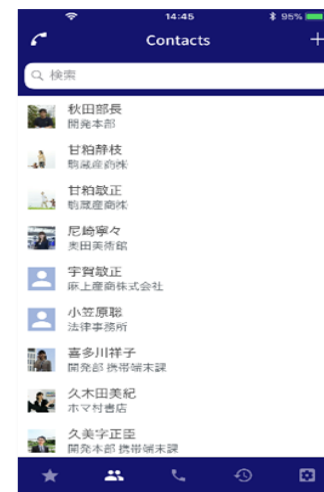 14:45
95%
Contacts
検索
秋田部長
開発本部
甘粕静枝
駒蔵産商㈱
甘粕敏正
駒蔵産商㈱
尼崎寧々
奥田美術館
宇賀敏正
麻上産商株式会社
小笠原聡
法律事務所
喜多川祥子
開発部 携帯端末課
久木田美紀
ホマ村書店
久美字正臣
開発本部 携帯端末課